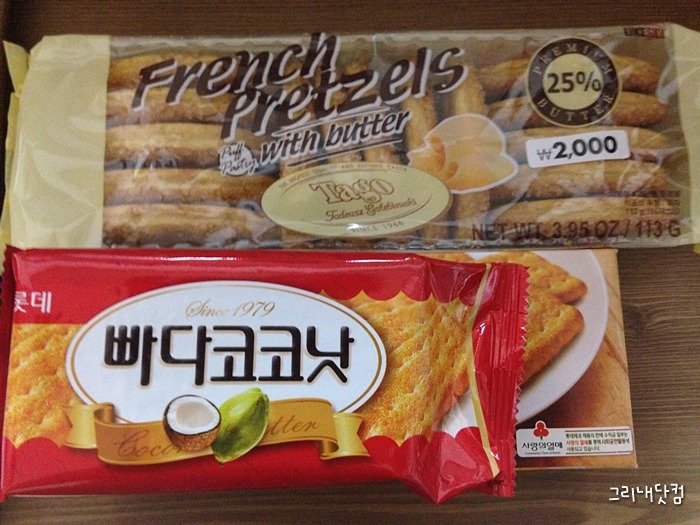 French
Pretzels
with butter
Puff
Pastry
PREMIUM
25%
BUTTER
₩2,000
Tago
Tadeusz Gołębiewski
SINCE 1966
NET WT. 3.95 OZ / 113 G
롯데
Since 1979
빠다코코낫
Coconut Butter
사랑의열매
그리내닷컴